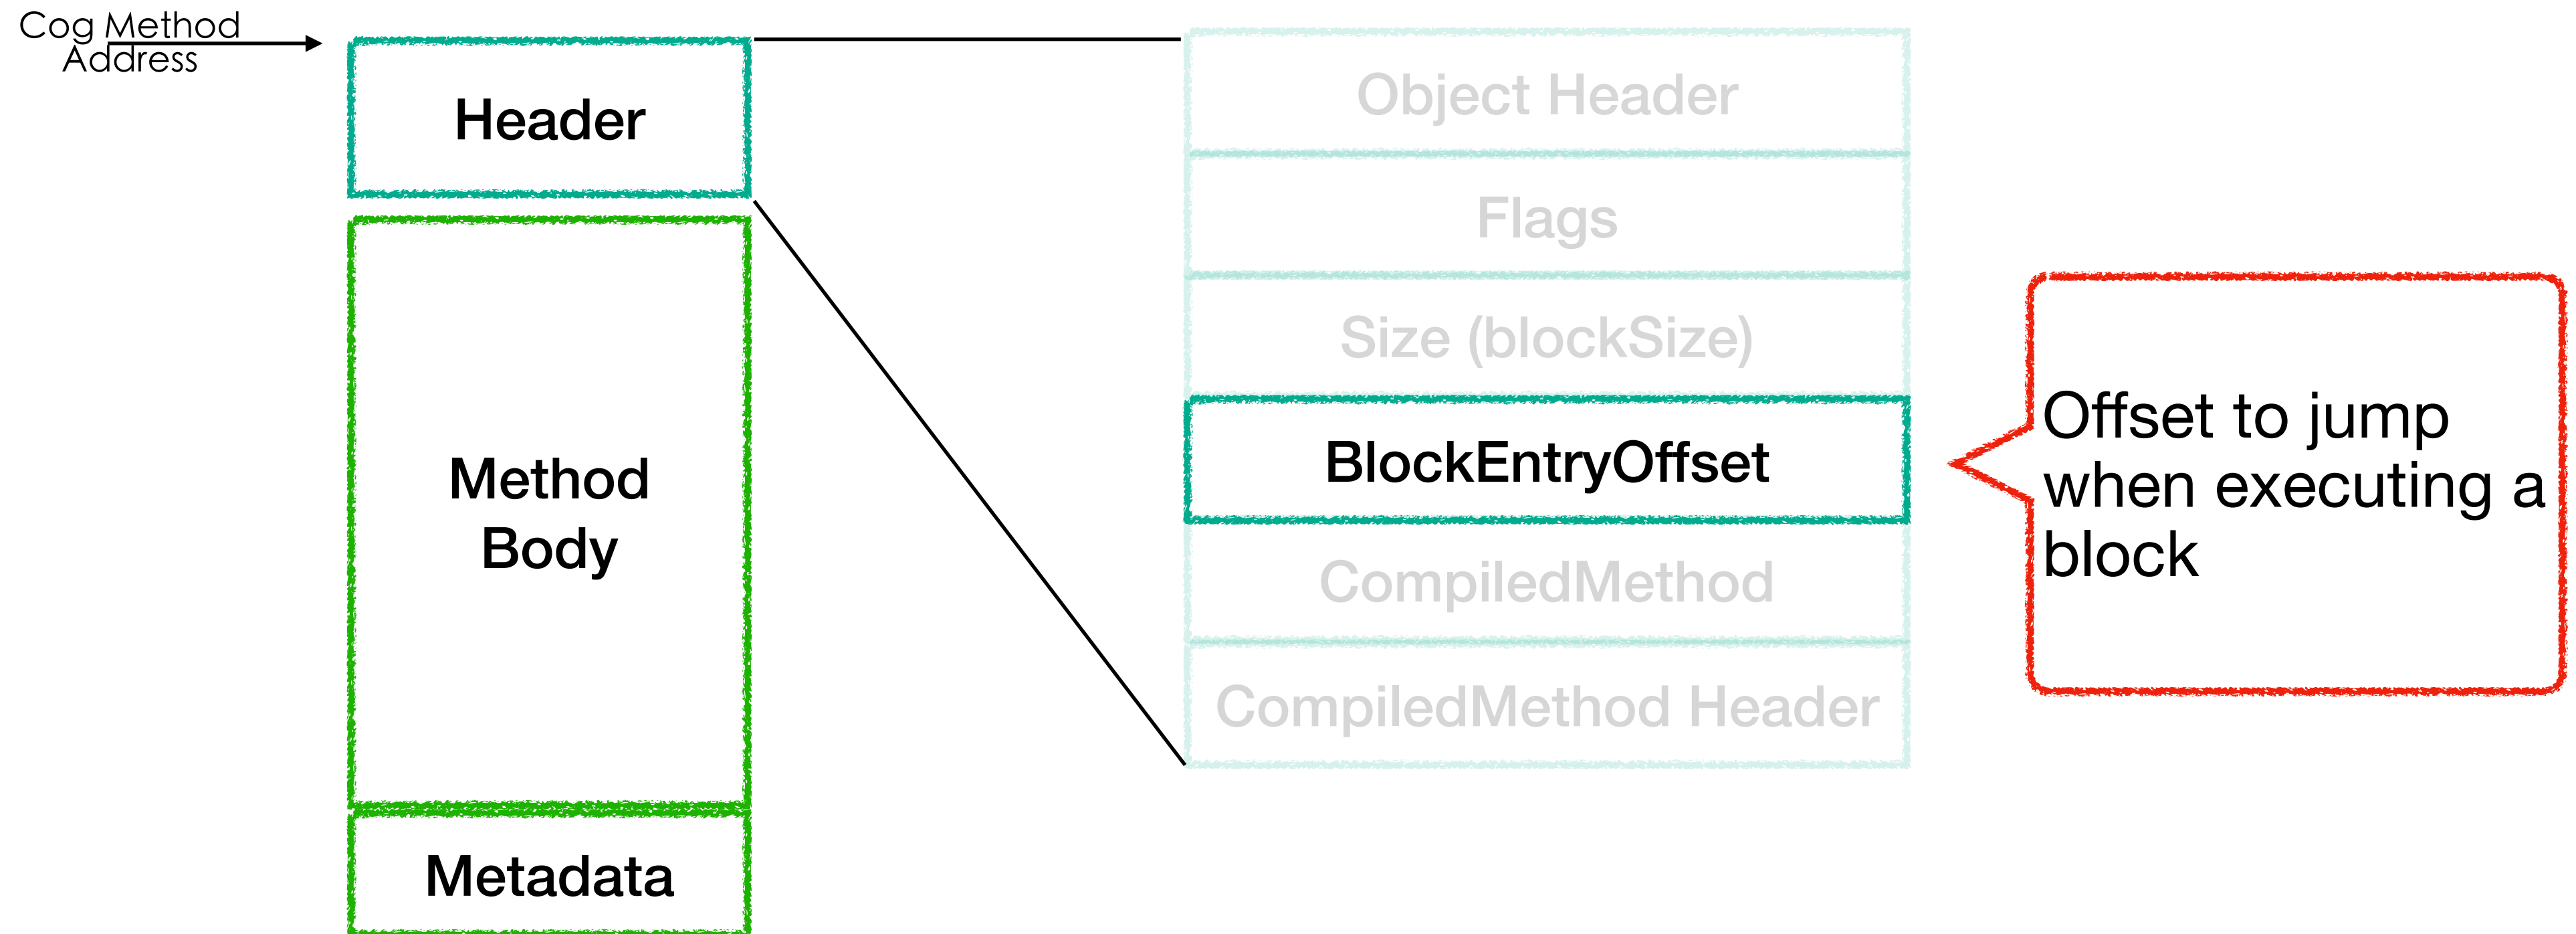 Cog Method
Address
Header
Method
Body
Metadata
Object Header
Flags
Size (blockSize)
BlockEntryOffset
CompiledMethod
CompiledMethod Header
Offset to jump
when executing a
block